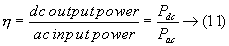 η = dc output power / ac input power = P_dc / P_ac → (11)